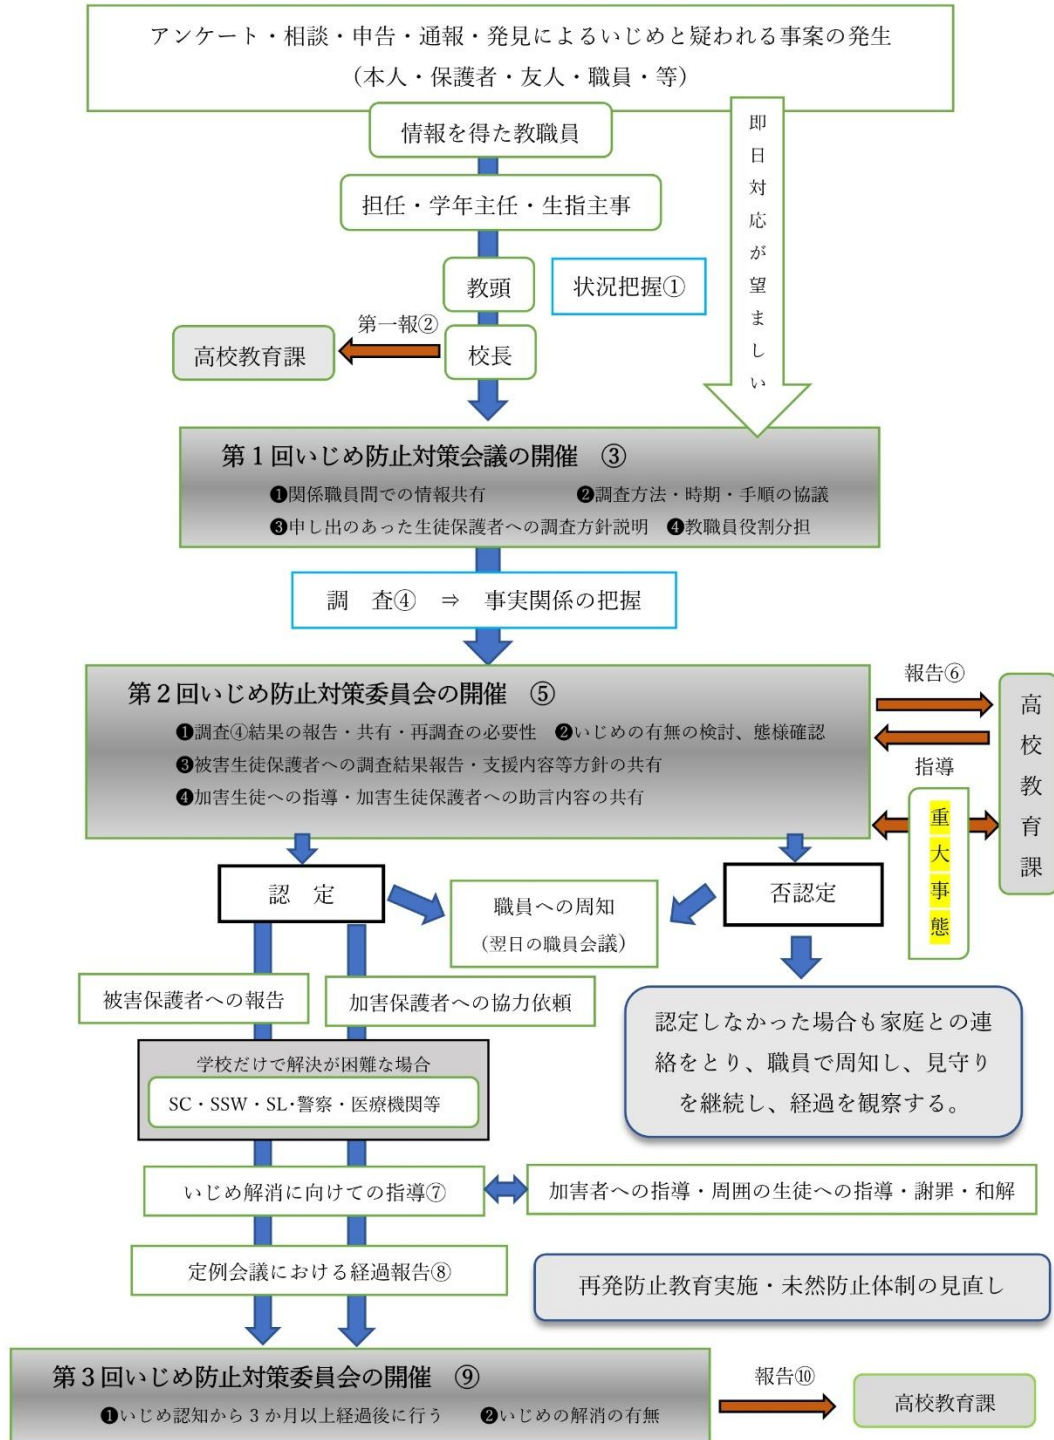 アンケート・相談・申告・通報・発見によるいじめと疑われる事案の発生
（本人・保護者・友人・職員・等）
情報を得た教職員
即日対応が望ましい
担任・学年主任・生指主事
教頭
状況把握①
第一報②
高校教育課
校長
第１回いじめ防止対策会議の開催　③
❶関係職員間での情報共有　❷調査方法・時期・手順の協議
❸申し出のあった生徒保護者への調査方針説明　❹教職員役割分担
調　査④　⇒　事実関係の把握
第２回いじめ防止対策委員会の開催　⑤
❶調査④結果の報告・共有・再調査の必要性　❷いじめの有無の検討、態様確認
❸被害生徒保護者への調査結果報告・支援内容等方針の共有
❹加害生徒への指導・加害生徒保護者への助言内容の共有
報告⑥
指導
高校教育課
重大事態
認　定
職員への周知
（翌日の職員会議）
否認定
被害保護者への報告
加害保護者への協力依頼
認定しなかった場合も家庭との連
絡をとり、職員で周知し、見守り
を継続し、経過を観察する。
学校だけで解決が困難な場合
SC・SSW・SL・警察・医療機関等
いじめ解消に向けての指導⑦
加害者への指導・周囲の生徒への指導・謝罪・和解
定例会議における経過報告⑧
再発防止教育実施・未然防止体制の見直し
第３回いじめ防止対策委員会の開催　⑨
❶いじめ認知から 3 か月以上経過後に行う　❷いじめの解消の有無
報告⑩
高校教育課